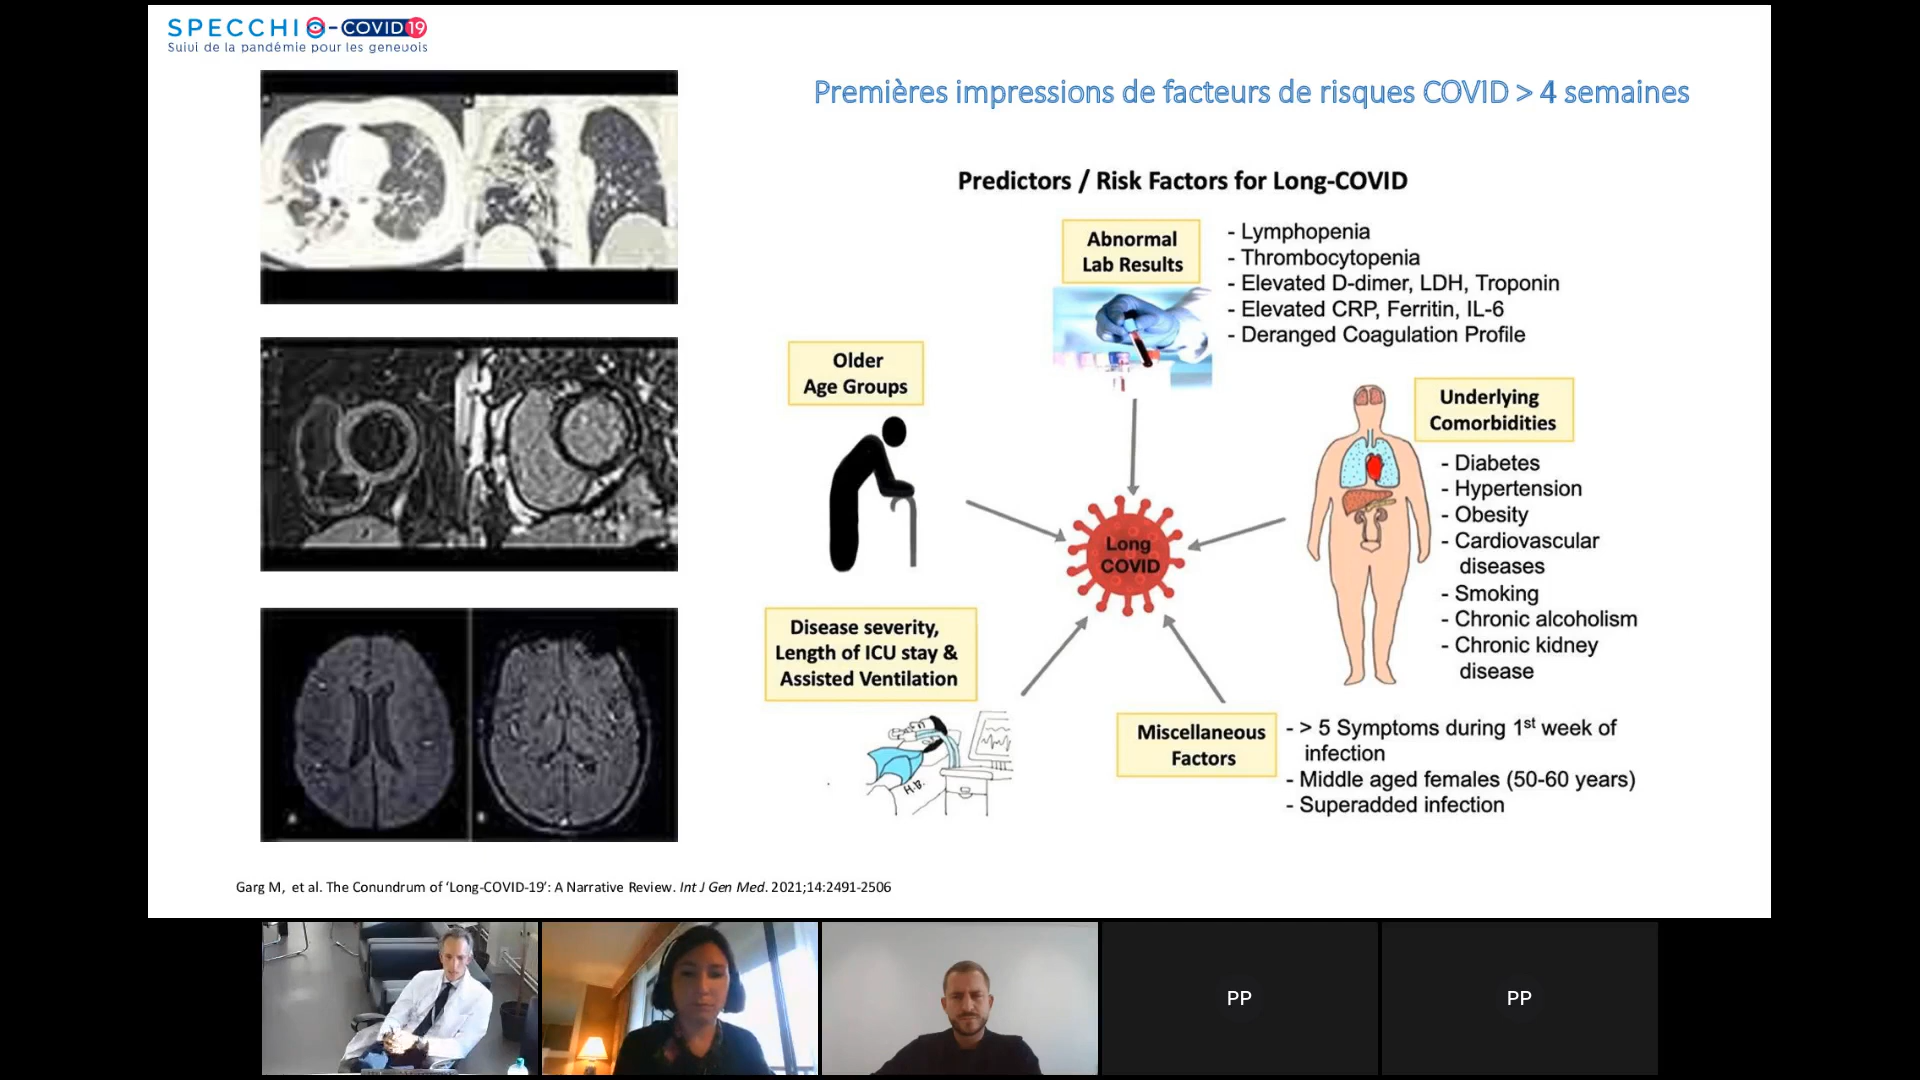 SPECCHIO-COVID19
Suivi de la pandémie pour les genevois
Premières impressions de facteurs de risques COVID > 4 semaines
Predictors / Risk Factors for Long-COVID
Abnormal
Lab Results
- Lymphopenia
- Thrombocytopenia
- Elevated D-dimer, LDH, Troponin
- Elevated CRP, Ferritin, IL-6
- Deranged Coagulation Profile
Older
Age Groups
Underlying
Comorbidities
- Diabetes
- Hypertension
- Obesity
- Cardiovascular
diseases
- Smoking
- Chronic alcoholism
- Chronic kidney
disease
Long
COVID
Disease severity,
Length of ICU stay &
Assisted Ventilation
H.B.
Miscellaneous
Factors
- > 5 Symptoms during 1st week of
infection
- Middle aged females (50-60 years)
- Superadded infection
Garg M, et al. The Conundrum of ‘Long-COVID-19’: A Narrative Review. Int J Gen Med. 2021;14:2491-2506
PP
PP